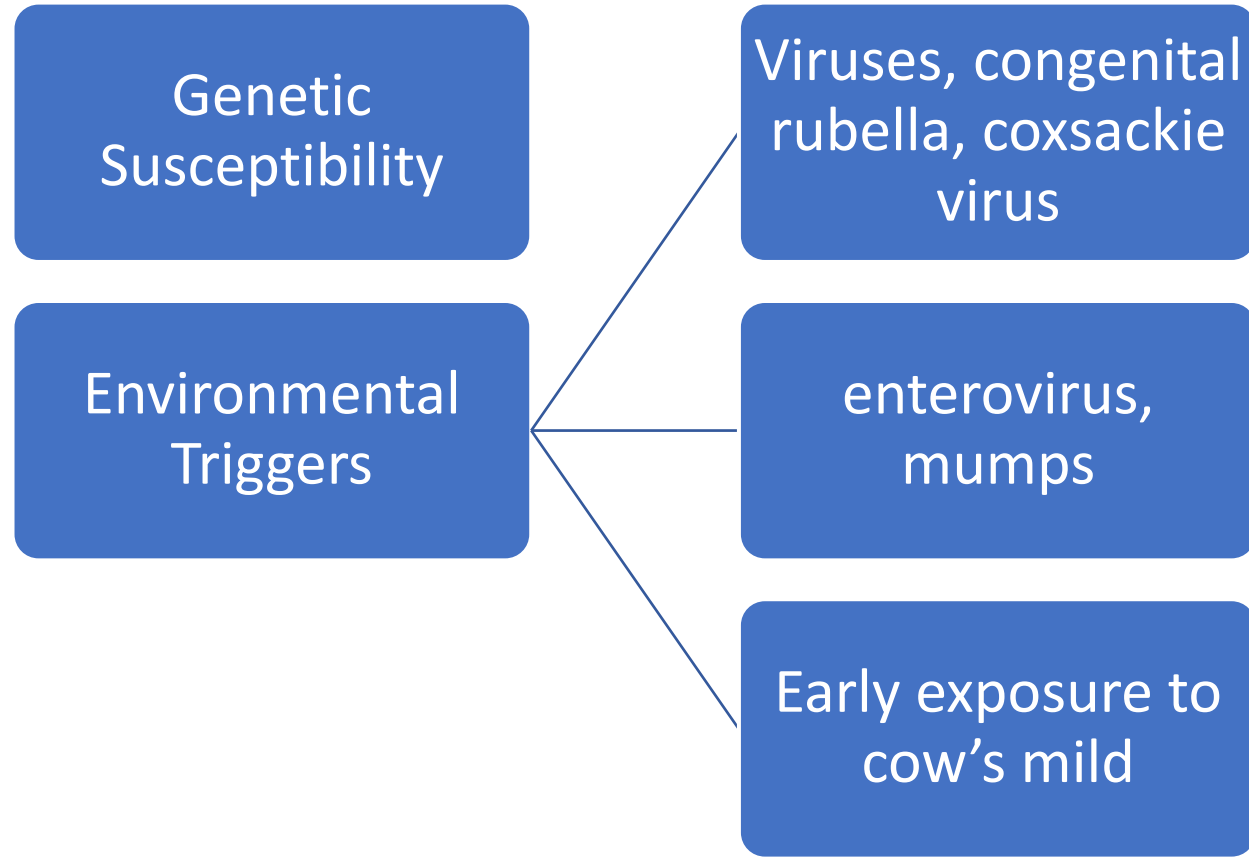 Genetic
Susceptibility
Environmental
Triggers
Viruses, congenital
rubella, coxsackie
virus
enterovirus,
mumps
Early exposure to
cow’s mild